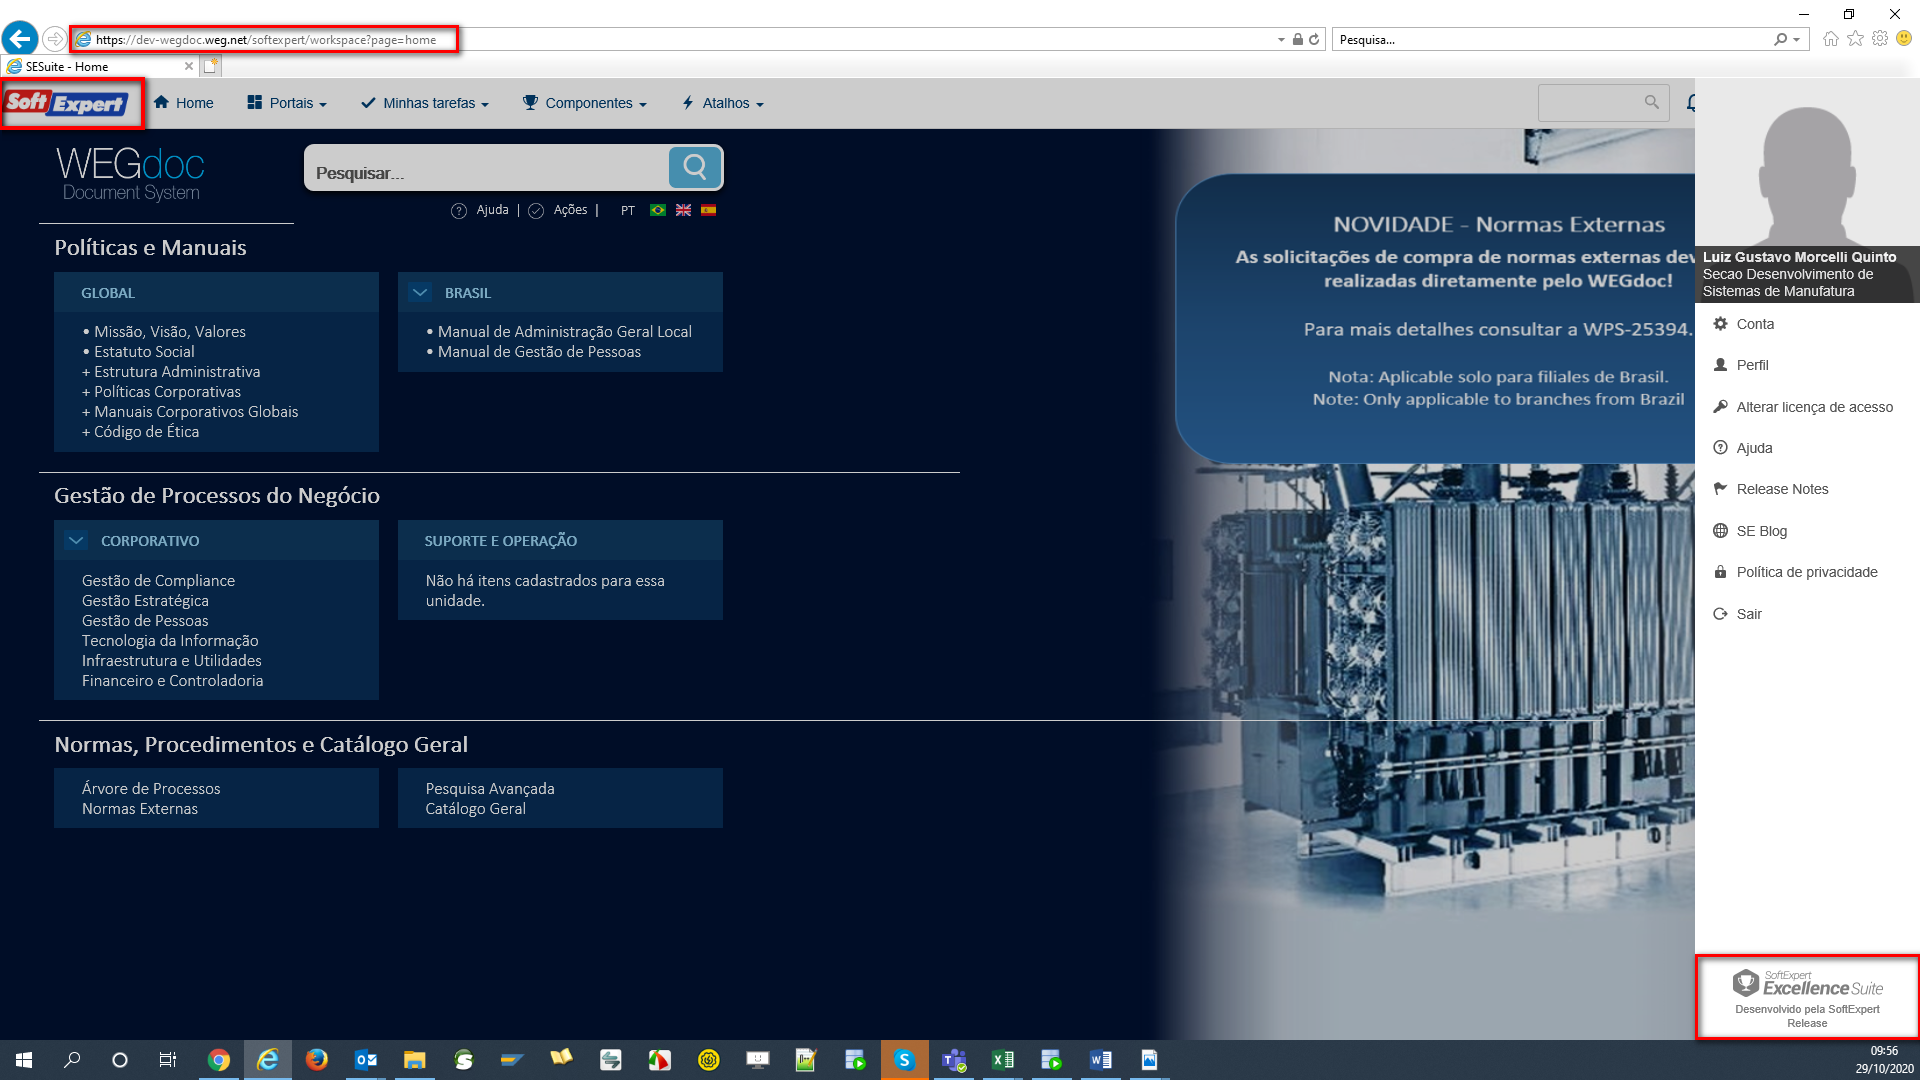 https://dev-wegdoc.weg.net/softexpert/workspace?page=home
Pesquisa...
SESuite - Home
Soft Expert
Home
Portais
Minhas tarefas
Componentes
Atalhos
WEGdoc
Document System
Pesquisar...
Ajuda | Ações | PT
Políticas e Manuais
GLOBAL
• Missão, Visão, Valores
• Estatuto Social
+ Estrutura Administrativa
+ Políticas Corporativas
+ Manuais Corporativos Globais
+ Código de Ética
BRASIL
• Manual de Administração Geral Local
• Manual de Gestão de Pessoas
Gestão de Processos do Negócio
CORPORATIVO
Gestão de Compliance
Gestão Estratégica
Gestão de Pessoas
Tecnologia da Informação
Infraestrutura e Utilidades
Financeiro e Controladoria
SUPORTE E OPERAÇÃO
Não há itens cadastrados para essa
unidade.
Normas, Procedimentos e Catálogo Geral
Árvore de Processos
Normas Externas
Pesquisa Avançada
Catálogo Geral
NOVIDADE - Normas Externas
As solicitações de compra de normas externas dev
realizadas diretamente pelo WEGdoc!
Para mais detalhes consultar a WPS-25394.
Nota: Aplicable solo para filiales de Brasil.
Note: Only applicable to branches from Brazil
Luiz Gustavo Morcelli Quinto
Secao Desenvolvimento de
Sistemas de Manufatura
Conta
Perfil
Alterar licença de acesso
Ajuda
Release Notes
SE Blog
Política de privacidade
Sair
SoftExpert
Excellence Suite
Desenvolvido pela SoftExpert
Release
09:56
29/10/2020